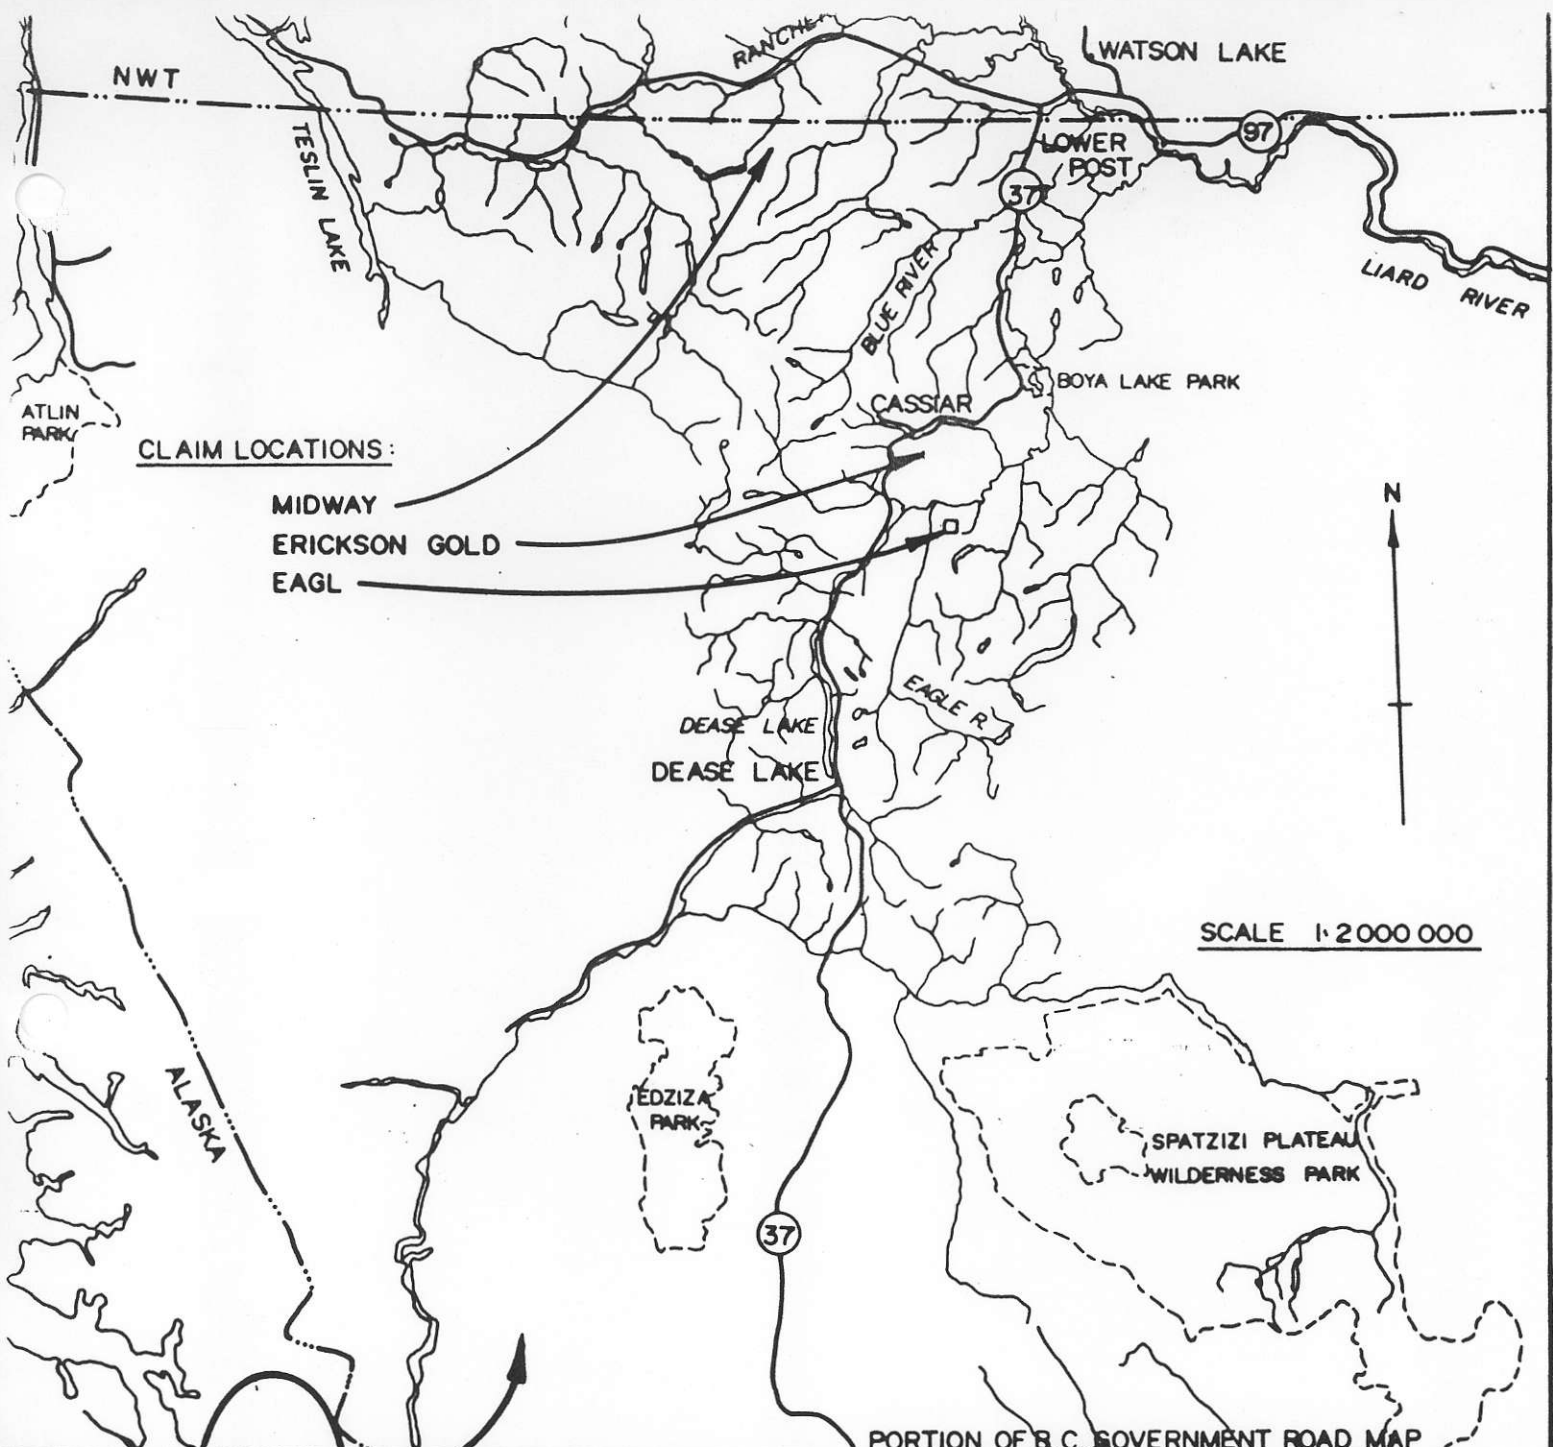 RANCHE
WATSON LAKE
NWT
97
LOWER
POST
TESLIN LAKE
37
LIARD RIVER
BLUE RIVER
BOYA LAKE PARK
CASSIAR
ATLIN
PARK
CLAIM LOCATIONS:
MIDWAY
ERICKSON GOLD
EAGL
N
EAGLE R.
DEASE LAKE
DEASE LAKE
SCALE 1:2 000 000
ALASKA
EDZIZA
PARK
SPATZIZI PLATEAU
WILDERNESS PARK
37
PORTION OF B.C. GOVERNMENT ROAD MAP